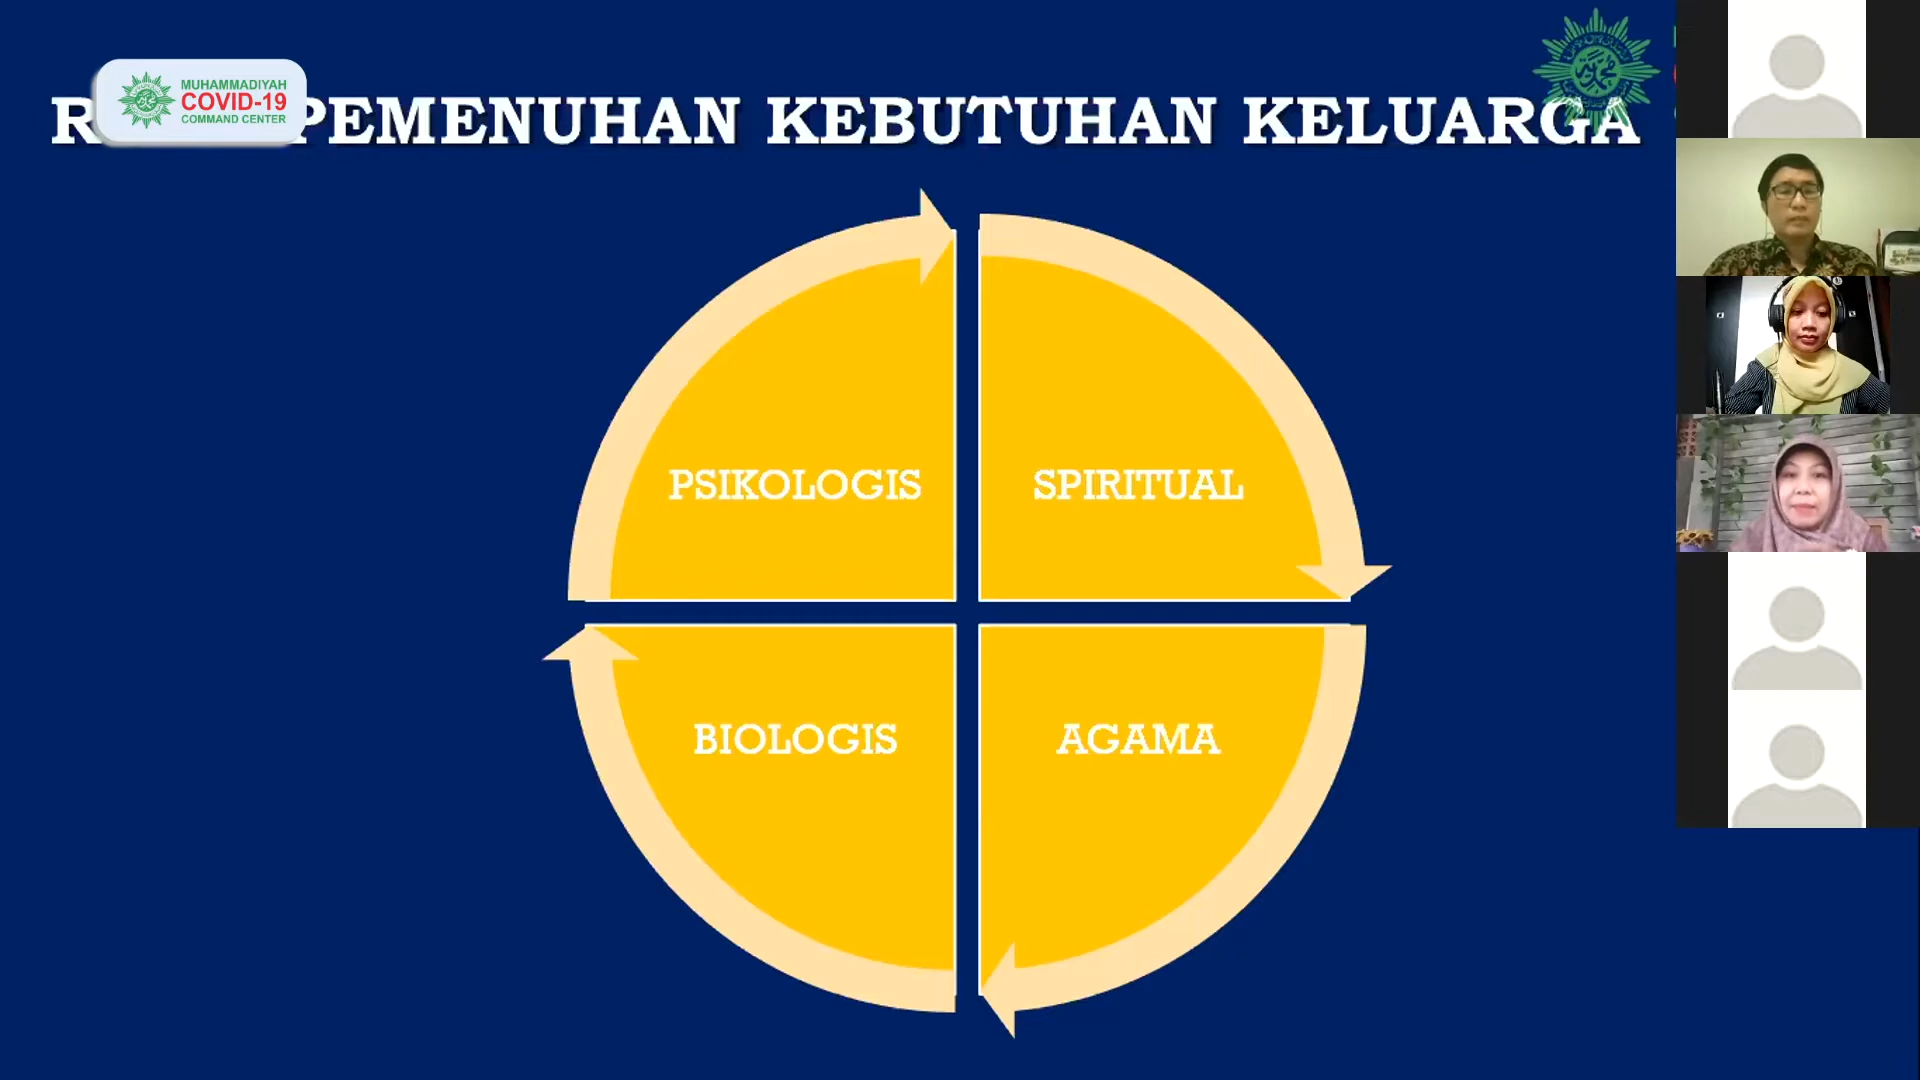 MUHAMMADIYAH
COVID-19
COMMAND CENTER
PEMENUHAN KEBUTUHAN KELUARGA
PSIKOLOGIS
SPIRITUAL
BIOLOGIS
AGAMA